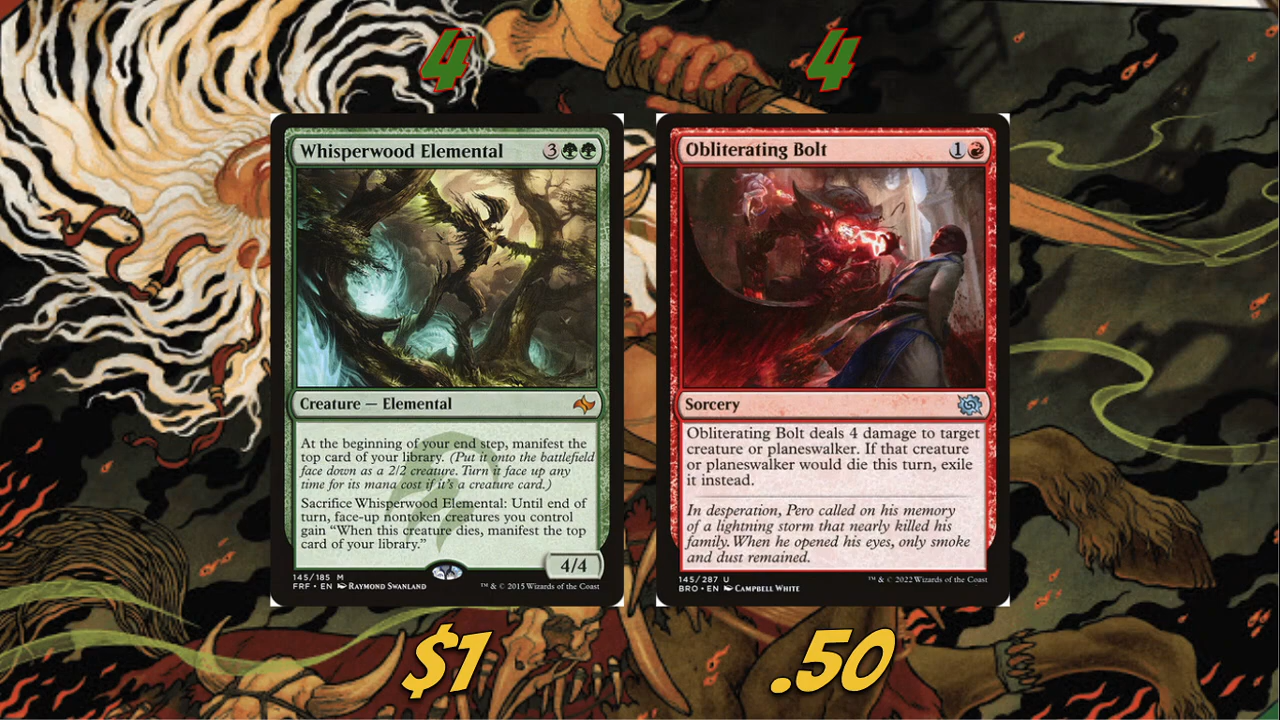 4
4
Whisperwood Elemental 3
Creature — Elemental
At the beginning of your end step, manifest the
top card of your library. (Put it onto the battlefield
face down as a 2/2 creature. Turn it face up any
time for its mana cost if it's a creature card.)
Sacrifice Whisperwood Elemental: Until end of
turn, face-up nontoken creatures you control
gain "When this creature dies, manifest the top
card of your library."
4/4
145/185 M
FRF • EN RAYMOND SWANLAND
™ & © 2015 Wizards of the Coast
Obliterating Bolt 1
Sorcery
Obliterating Bolt deals 4 damage to target
creature or planeswalker. If that creature
or planeswalker would die this turn, exile
it instead.
In desperation, Pero called on his memory
of a lightning storm that nearly killed his
family. When he opened his eyes, only smoke
and dust remained.
145/287 U
BRO • EN CAMPBELL WHITE
™ & © 2022 Wizards of the Coast
$1
.50